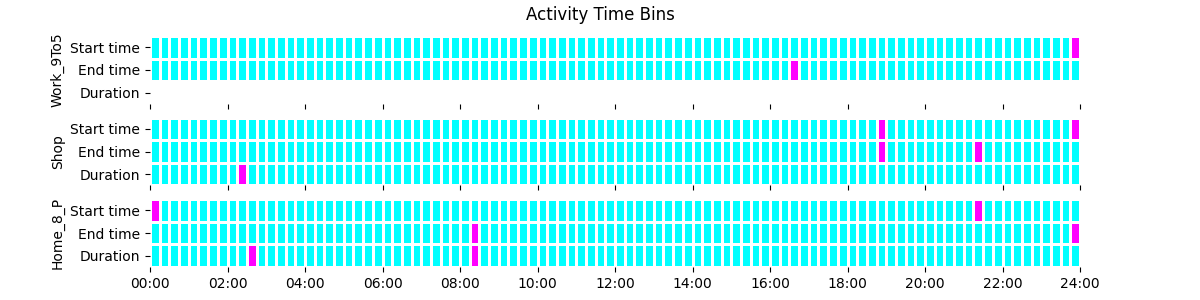 Activity Time Bins
Work_9To5
Start time
End time
Duration
Shop
Start time
End time
Duration
Home_8_P
Start time
End time
Duration
00:00 02:00 04:00 06:00 08:00 10:00 12:00 14:00 16:00 18:00 20:00 22:00 24:00